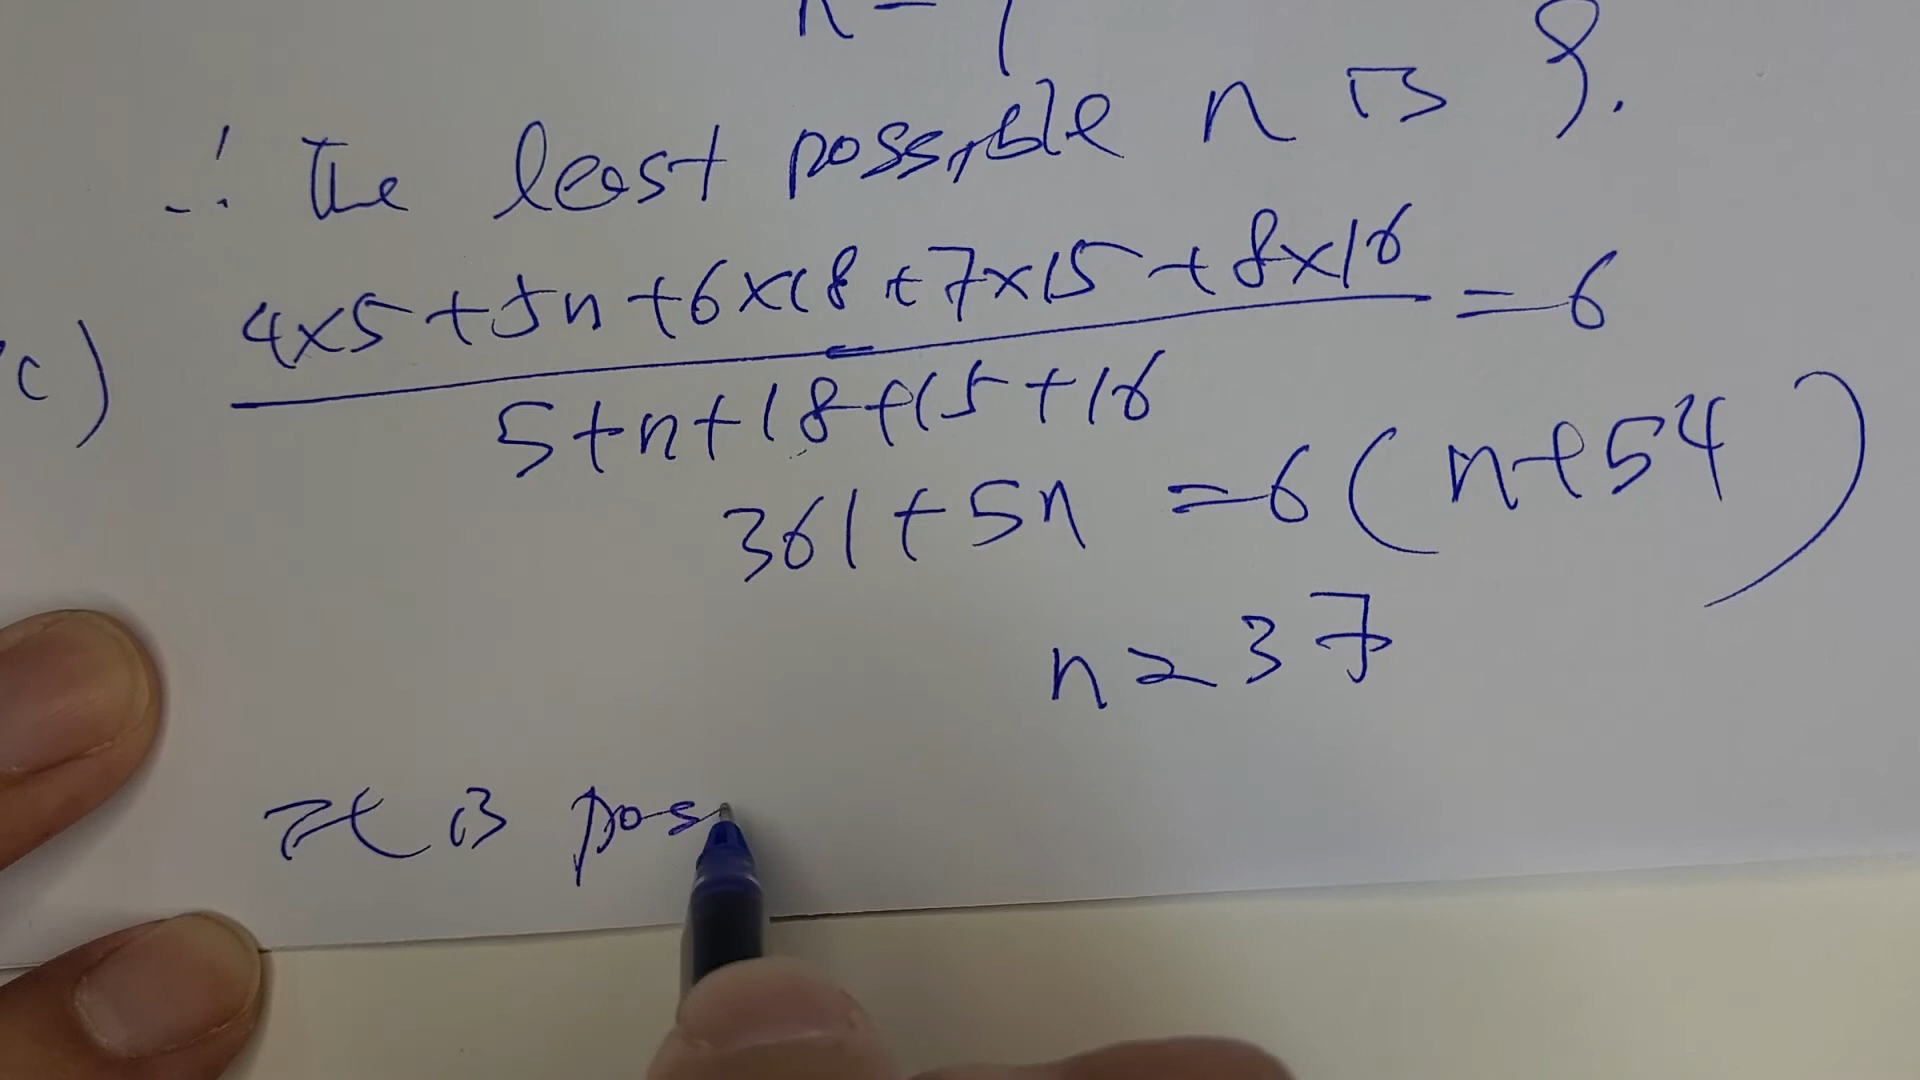 ∴ The least possible n is 8.
c) (4×5+5n+6×18+7×15+8×16)/(5+n+18+15+16) = 6
361+5n = 6(n+54)
n = 37
It is pos